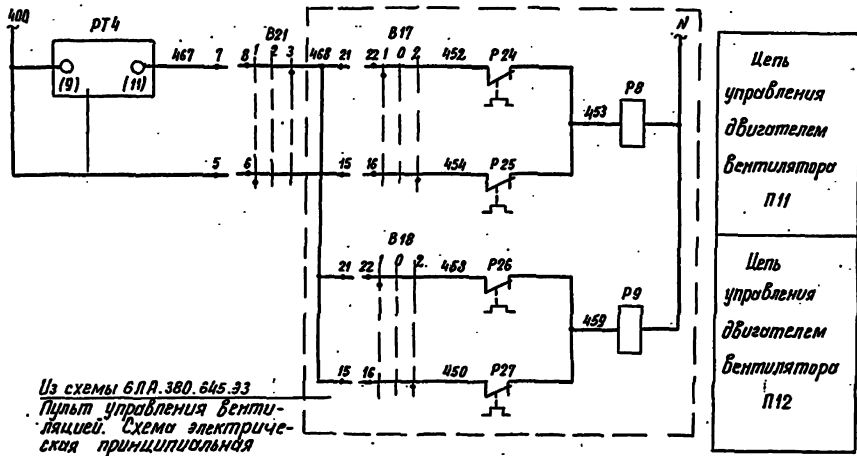 400
РТ4
(9)
(11)
467
7
В21
8 1 2 3
468
21
В17
22 1 0 2
452
Р24
N
453
Р8
5
6
15
16
454
Р25
В18
21
22 1 0 2
453
Р26
459
Р9
15
16
450
Р27
Цепь
управления
двигателем
вентилятора
П11
Цепь
управления
двигателем
вентилятора
П12
Из схемы 6ЛА.380.645.ЭЗ
Пульт управления венти-
ляцией. Схема электриче-
ская принципиальная